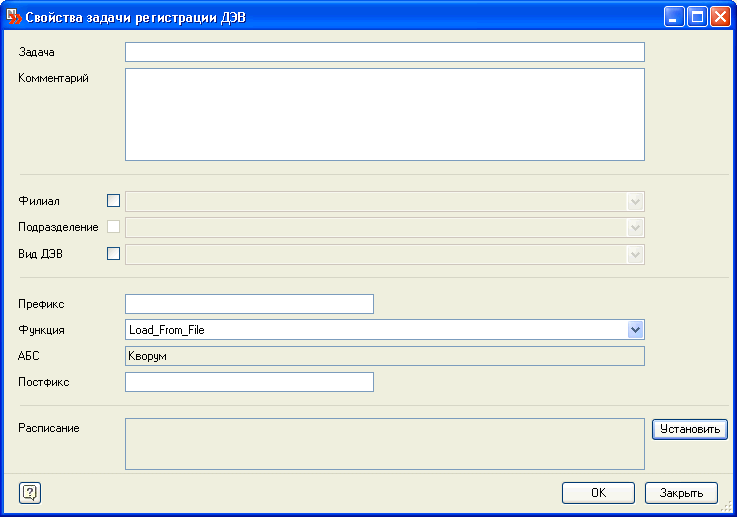 Свойства задачи регистрации ДЭВ
Задача
Комментарий
Филиал
Подразделение
Вид ДЭВ
Префикс
Функция Load_From_File
АБС Кворум
Постфикс
Расписание Установить
? OK Закрыть